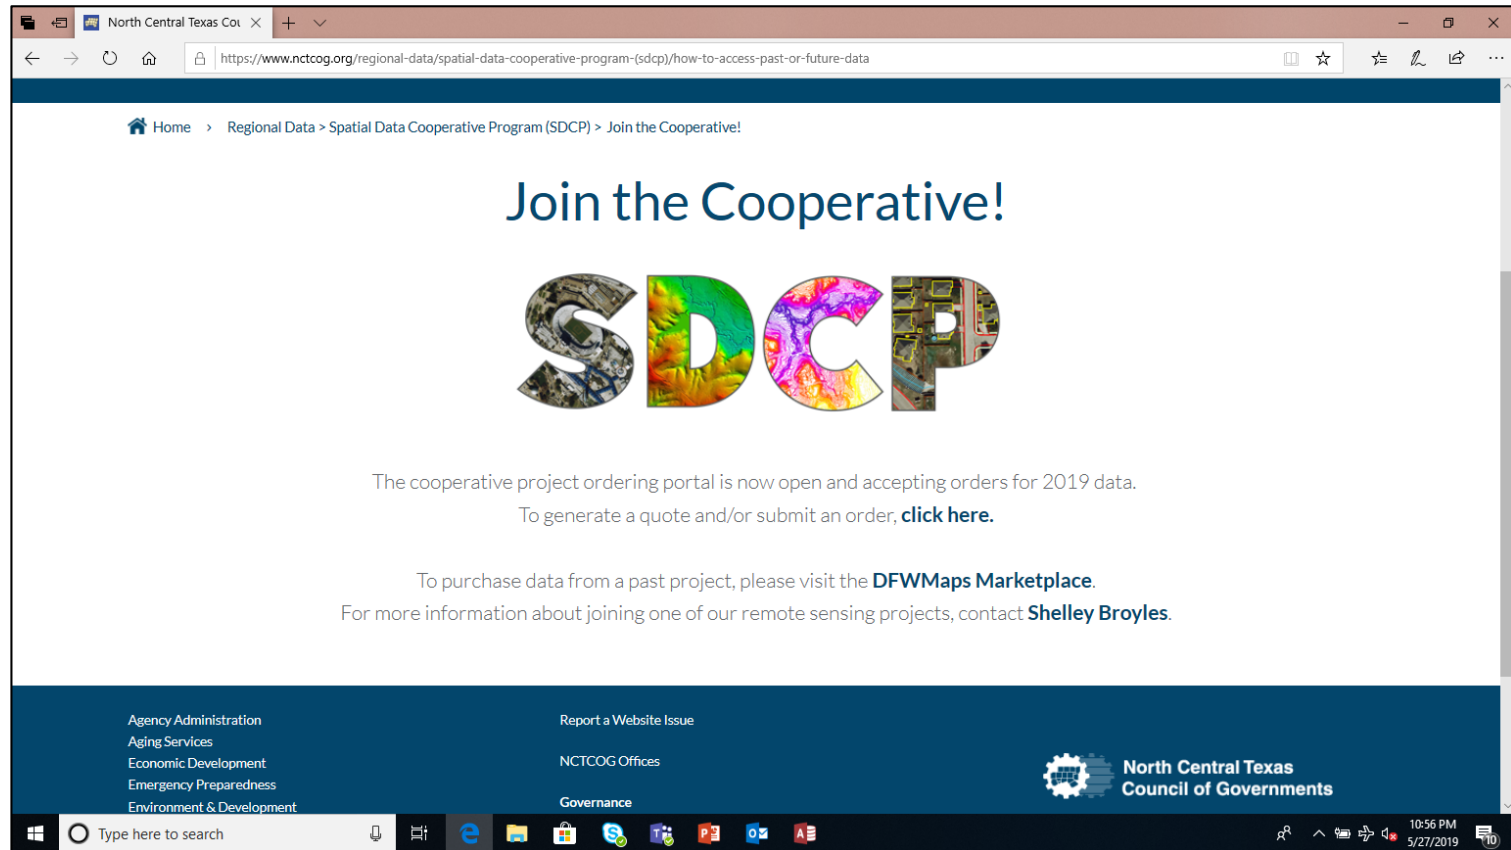 North Central Texas Cou
https://www.nctcog.org/regional-data/spatial-data-cooperative-program-(sdcp)/how-to-access-past-or-future-data
Home > Regional Data > Spatial Data Cooperative Program (SDCP) > Join the Cooperative!
Join the Cooperative!
SDCP
The cooperative project ordering portal is now open and accepting orders for 2019 data.
To generate a quote and/or submit an order, click here.
To purchase data from a past project, please visit the DFWMaps Marketplace.
For more information about joining one of our remote sensing projects, contact Shelley Broyles.
Agency Administration
Aging Services
Economic Development
Emergency Preparedness
Environment & Development
Report a Website Issue
NCTCOG Offices
Governance
North Central Texas
Council of Governments
Type here to search
10:56 PM
5/27/2019
10